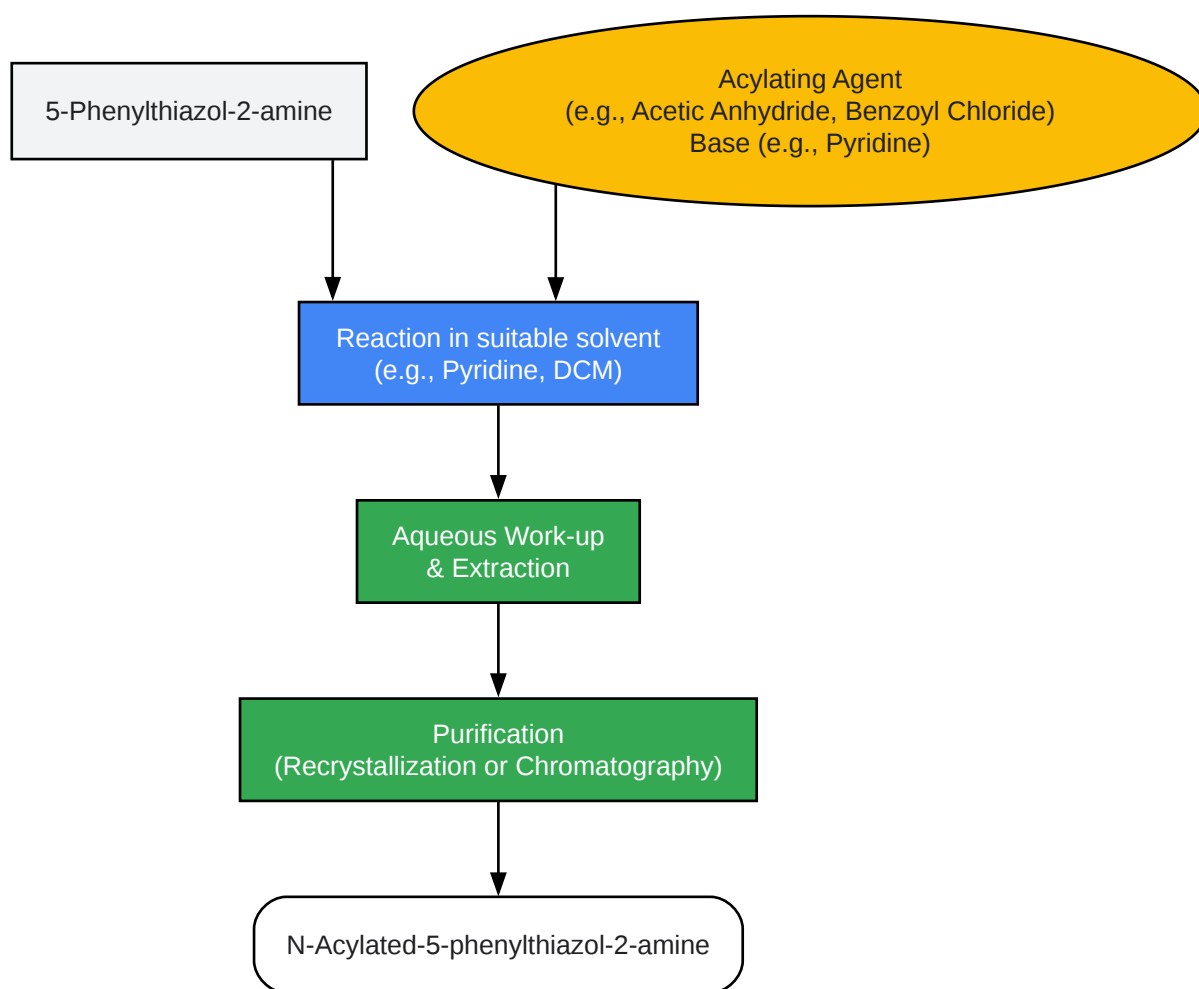 5-Phenylthiazol-2-amine
Acylating Agent
(e.g., Acetic Anhydride, Benzoyl Chloride)
Base (e.g., Pyridine)
Reaction in suitable solvent
(e.g., Pyridine, DCM)
Aqueous Work-up
& Extraction
Purification
(Recrystallization or Chromatography)
N-Acylated-5-phenylthiazol-2-amine